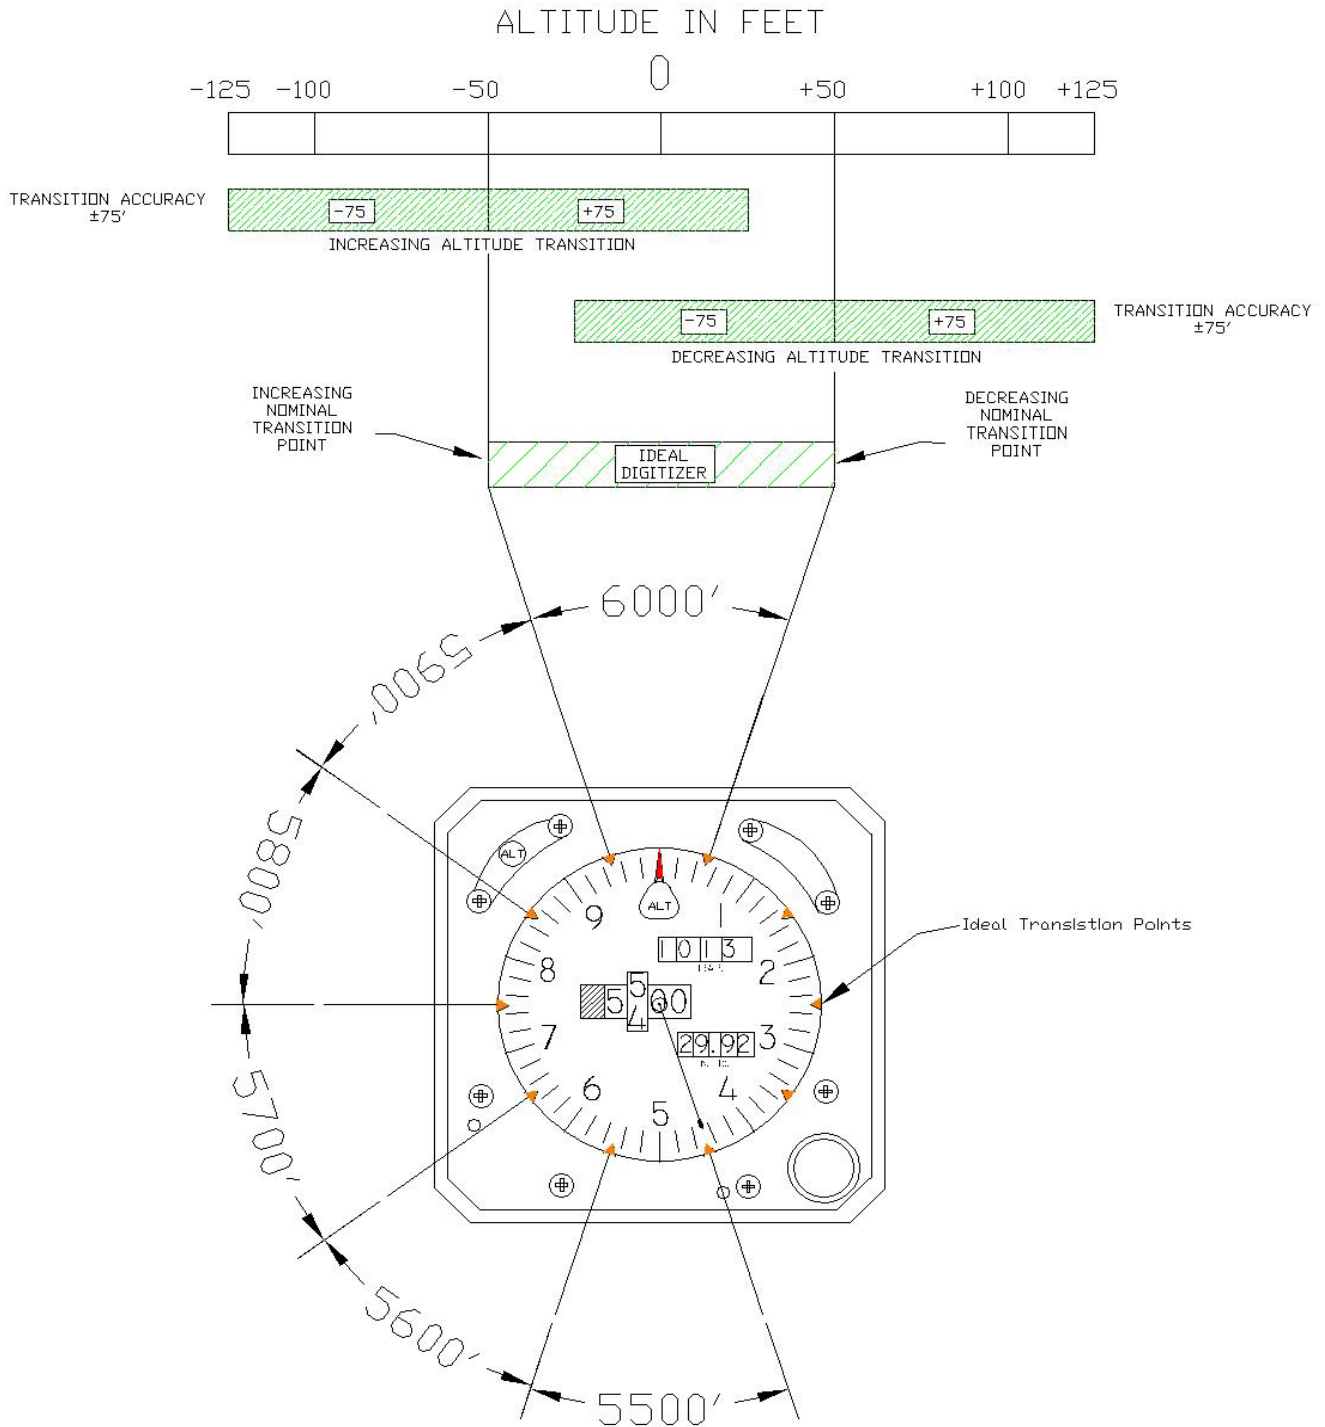 ALTITUDE IN FEET
-125 -100 -50 0 +50 +100 +125
TRANSITION ACCURACY
±75'
-75 +75
INCREASING ALTITUDE TRANSITION
-75 +75
TRANSITION ACCURACY
±75'
DECREASING ALTITUDE TRANSITION
INCREASING
NOMINAL
TRANSITION
POINT
DECREASING
NOMINAL
TRANSITION
POINT
IDEAL
DIGITIZER
6000'
5900'
5800'
5700'
5600'
5500'
ALT
ALT
9 1
1013
8 2
5
5 00
4
7 3
29.92
6 4
5
Ideal Transistion Points